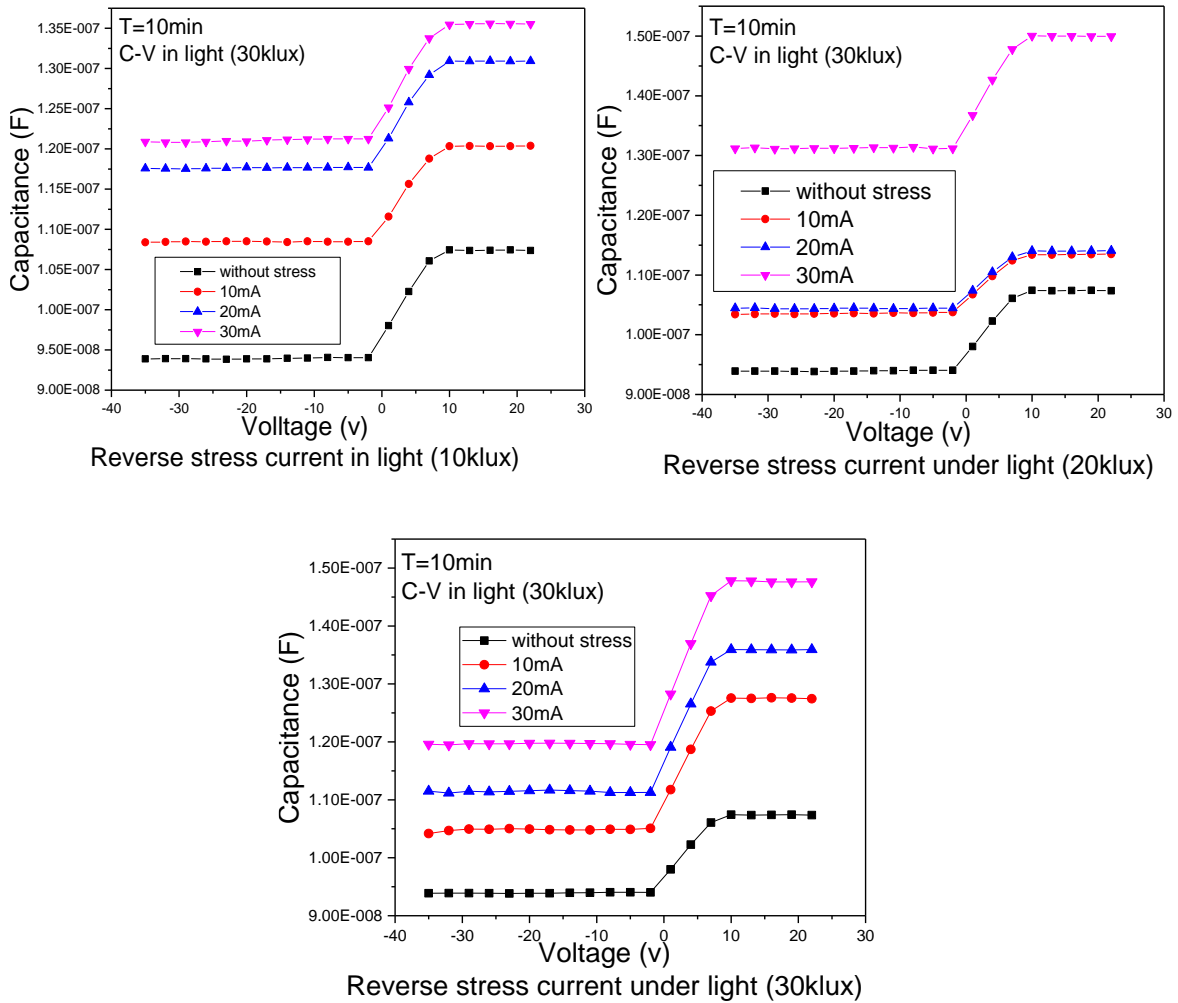 T=10min
C-V in light (30klux)
Capacitance (F)
1.35E-007
1.30E-007
1.25E-007
1.20E-007
1.15E-007
1.10E-007
1.05E-007
1.00E-007
9.50E-008
9.00E-008
without stress
10mA
20mA
30mA
-40 -30 -20 -10 0 10 20 30
Volltage (v)
Reverse stress current in light (10klux)
T=10min
C-V in light (30klux)
Capacitance (F)
1.50E-007
1.40E-007
1.30E-007
1.20E-007
1.10E-007
1.00E-007
9.00E-008
without stress
10mA
20mA
30mA
-40 -30 -20 -10 0 10 20 30
Voltage (v)
Reverse stress current under light (20klux)
T=10min
C-V in light (30klux)
Capacitance (F)
1.50E-007
1.40E-007
1.30E-007
1.20E-007
1.10E-007
1.00E-007
9.00E-008
without stress
10mA
20mA
30mA
-40 -30 -20 -10 0 10 20 30
Voltage (v)
Reverse stress current under light (30klux)